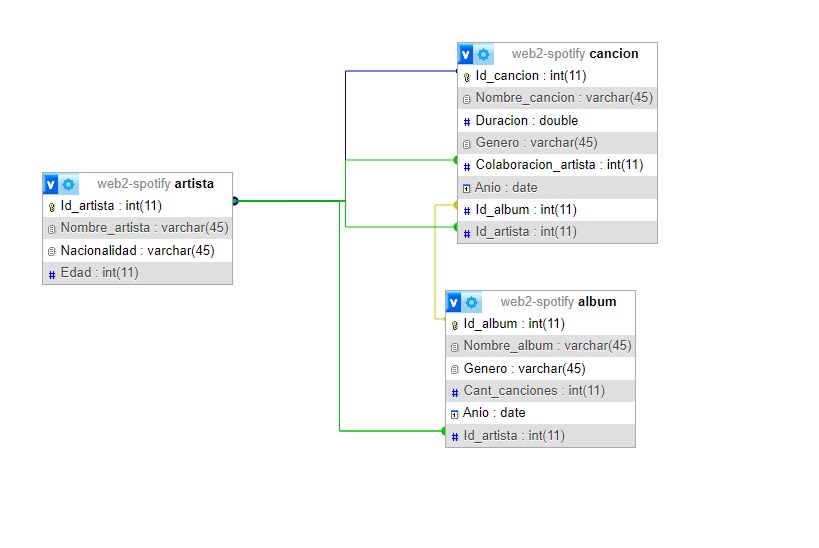 web2-spotify cancion
Id_cancion : int(11)
Nombre_cancion : varchar(45)
Duracion : double
Genero : varchar(45)
Colaboracion_artista : int(11)
Anio : date
Id_album : int(11)
Id_artista : int(11)
web2-spotify artista
Id_artista : int(11)
Nombre_artista : varchar(45)
Nacionalidad : varchar(45)
Edad : int(11)
web2-spotify album
Id_album : int(11)
Nombre_album : varchar(45)
Genero : varchar(45)
Cant_canciones : int(11)
Anio : date
Id_artista : int(11)